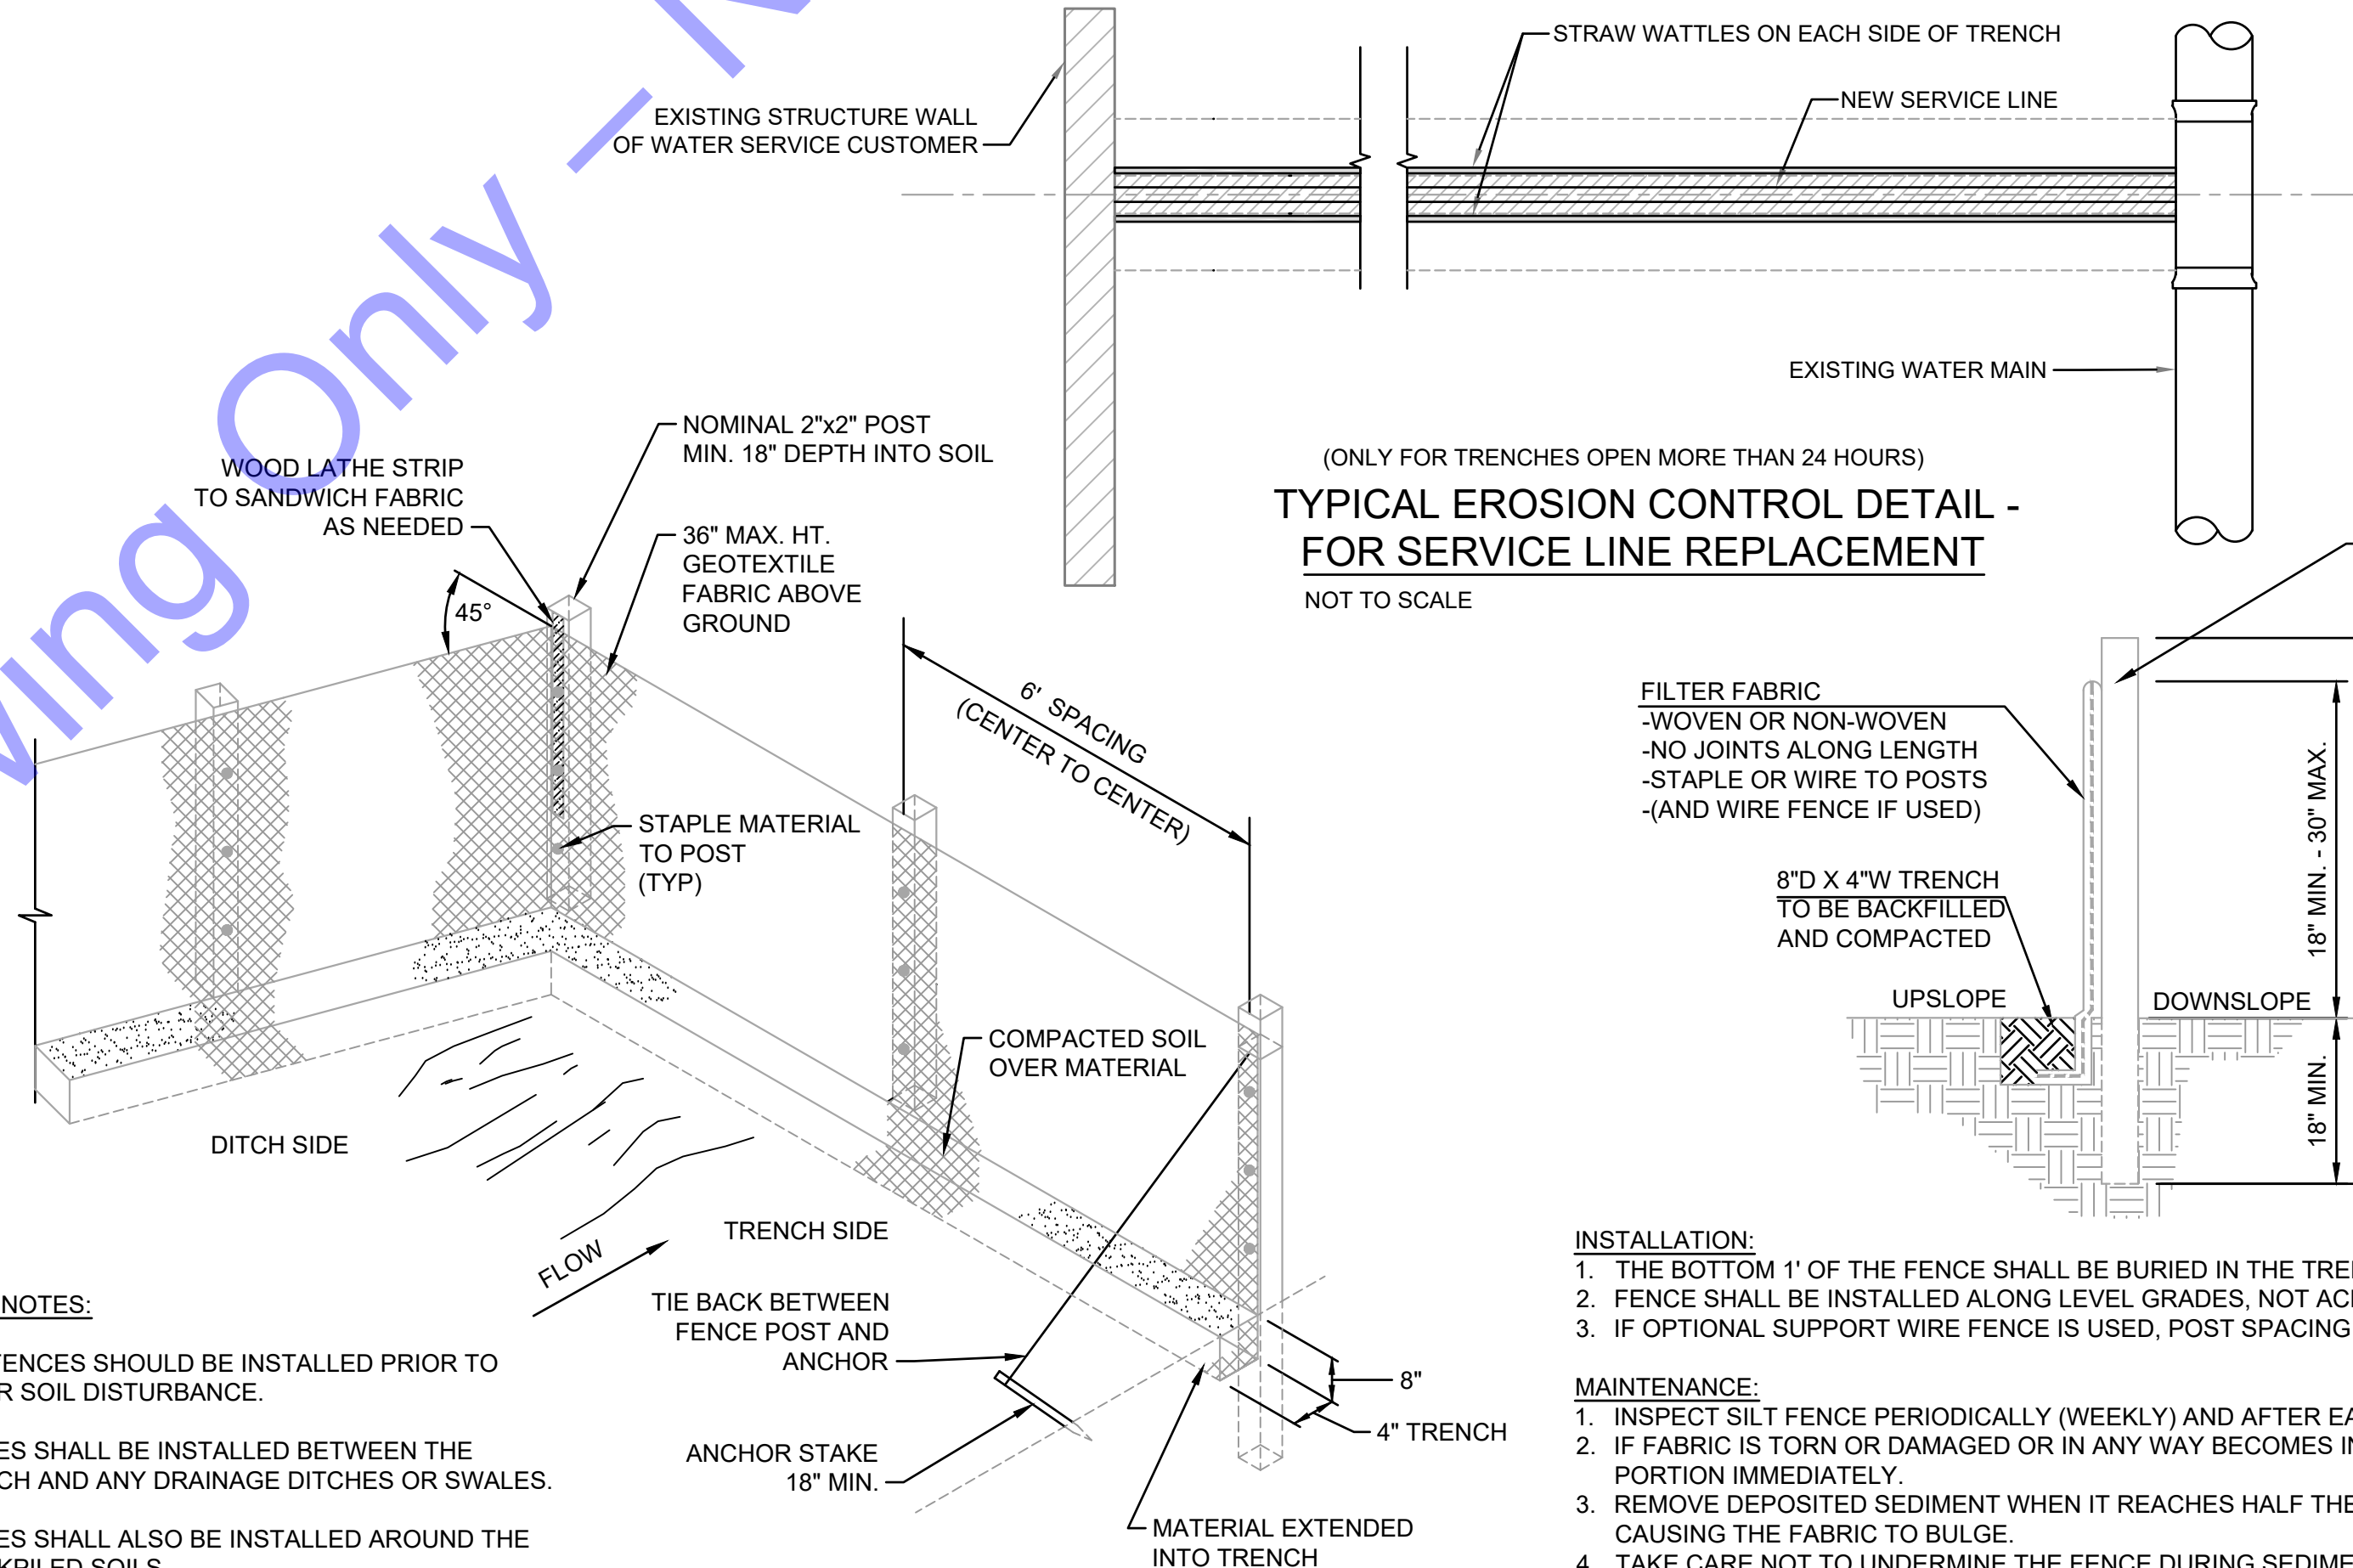 STRAW WATTLES ON EACH SIDE OF TRENCH
NEW SERVICE LINE
EXISTING STRUCTURE WALL
OF WATER SERVICE CUSTOMER
EXISTING WATER MAIN
(ONLY FOR TRENCHES OPEN MORE THAN 24 HOURS)
TYPICAL EROSION CONTROL DETAIL -
FOR SERVICE LINE REPLACEMENT
NOT TO SCALE
NOMINAL 2"x2" POST
MIN. 18" DEPTH INTO SOIL
WOOD LATHE STRIP
TO SANDWICH FABRIC
AS NEEDED
36" MAX. HT.
GEOTEXTILE
FABRIC ABOVE
GROUND
45°
6' SPACING
(CENTER TO CENTER)
STAPLE MATERIAL
TO POST
(TYP)
COMPACTED SOIL
OVER MATERIAL
DITCH SIDE
TRENCH SIDE
FLOW
TIE BACK BETWEEN
FENCE POST AND
ANCHOR
ANCHOR STAKE
18" MIN.
8"
4" TRENCH
MATERIAL EXTENDED
INTO TRENCH
FILTER FABRIC
-WOVEN OR NON-WOVEN
-NO JOINTS ALONG LENGTH
-STAPLE OR WIRE TO POSTS
-(AND WIRE FENCE IF USED)
8"D X 4"W TRENCH
TO BE BACKFILLED
AND COMPACTED
UPSLOPE
DOWNSLOPE
18" MIN. - 30" MAX.
18" MIN.
NOTES:
FENCES SHOULD BE INSTALLED PRIOR TO
SOIL DISTURBANCE.
SHALL BE INSTALLED BETWEEN THE
AND ANY DRAINAGE DITCHES OR SWALES.
SHALL ALSO BE INSTALLED AROUND THE
SOILS
INSTALLATION:
1. THE BOTTOM 1' OF THE FENCE SHALL BE BURIED IN THE
2. FENCE SHALL BE INSTALLED ALONG LEVEL GRADES, NOT
3. IF OPTIONAL SUPPORT WIRE FENCE IS USED, POST SPACING
MAINTENANCE:
1. INSPECT SILT FENCE PERIODICALLY (WEEKLY) AND AFTER
2. IF FABRIC IS TORN OR DAMAGED OR IN ANY WAY BECOMES
PORTION IMMEDIATELY.
3. REMOVE DEPOSITED SEDIMENT WHEN IT REACHES HALF THE
CAUSING THE FABRIC TO BULGE.
4. TAKE CARE NOT TO UNDERMINE THE FENCE DURING
Only –